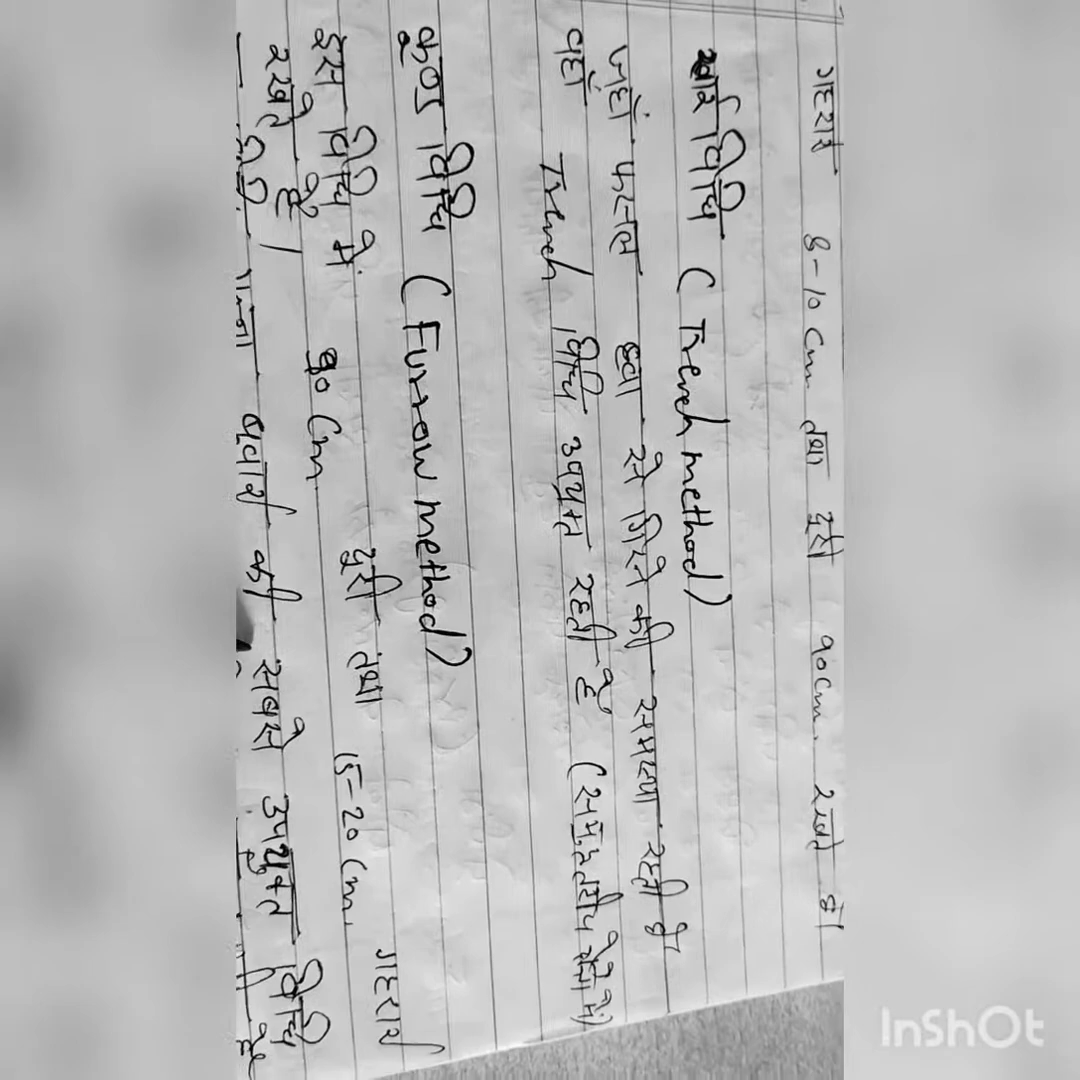 गहराई 8-10 cm तथा दुरी 90cm. रखते है।
खाई विधि ( Trench method)
जहाँ फसल हवा से गिरने की समस्या रहती है
वहाँ Trench विधि उपयुक्त रहती है (समुद्रतटीय क्षेत्रो में)
कुण्ड विधि ( Furrow method)
इस विधि में 90 cm दुरी तथा 15-20 cm. गहराई
रखते है।
गन्ना बुवाई की सबसे उपयुक्त विधि
InShOt